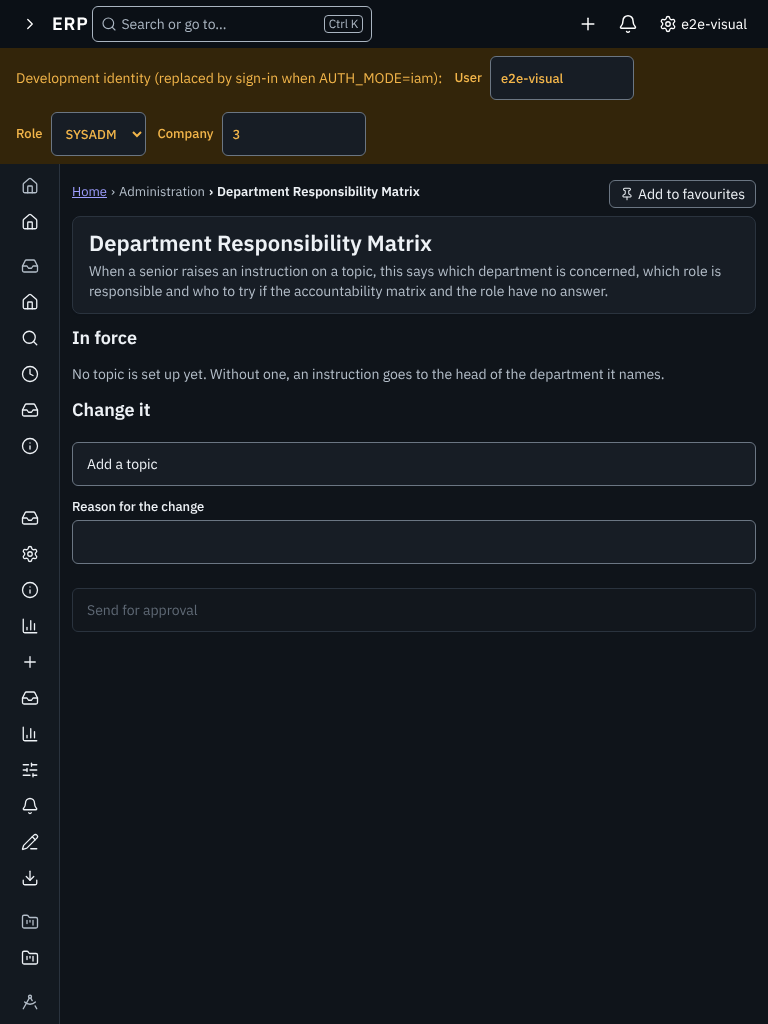 ERP
Search or go to...
Ctrl K
e2e-visual
Development identity (replaced by sign-in when AUTH_MODE=iam):
User
e2e-visual
Role
SYSADM
Company
3
Home › Administration › Department Responsibility Matrix
Add to favourites
Department Responsibility Matrix
When a senior raises an instruction on a topic, this says which department is concerned, which role is
responsible and who to try if the accountability matrix and the role have no answer.
In force
No topic is set up yet. Without one, an instruction goes to the head of the department it names.
Change it
Add a topic
Reason for the change
Send for approval